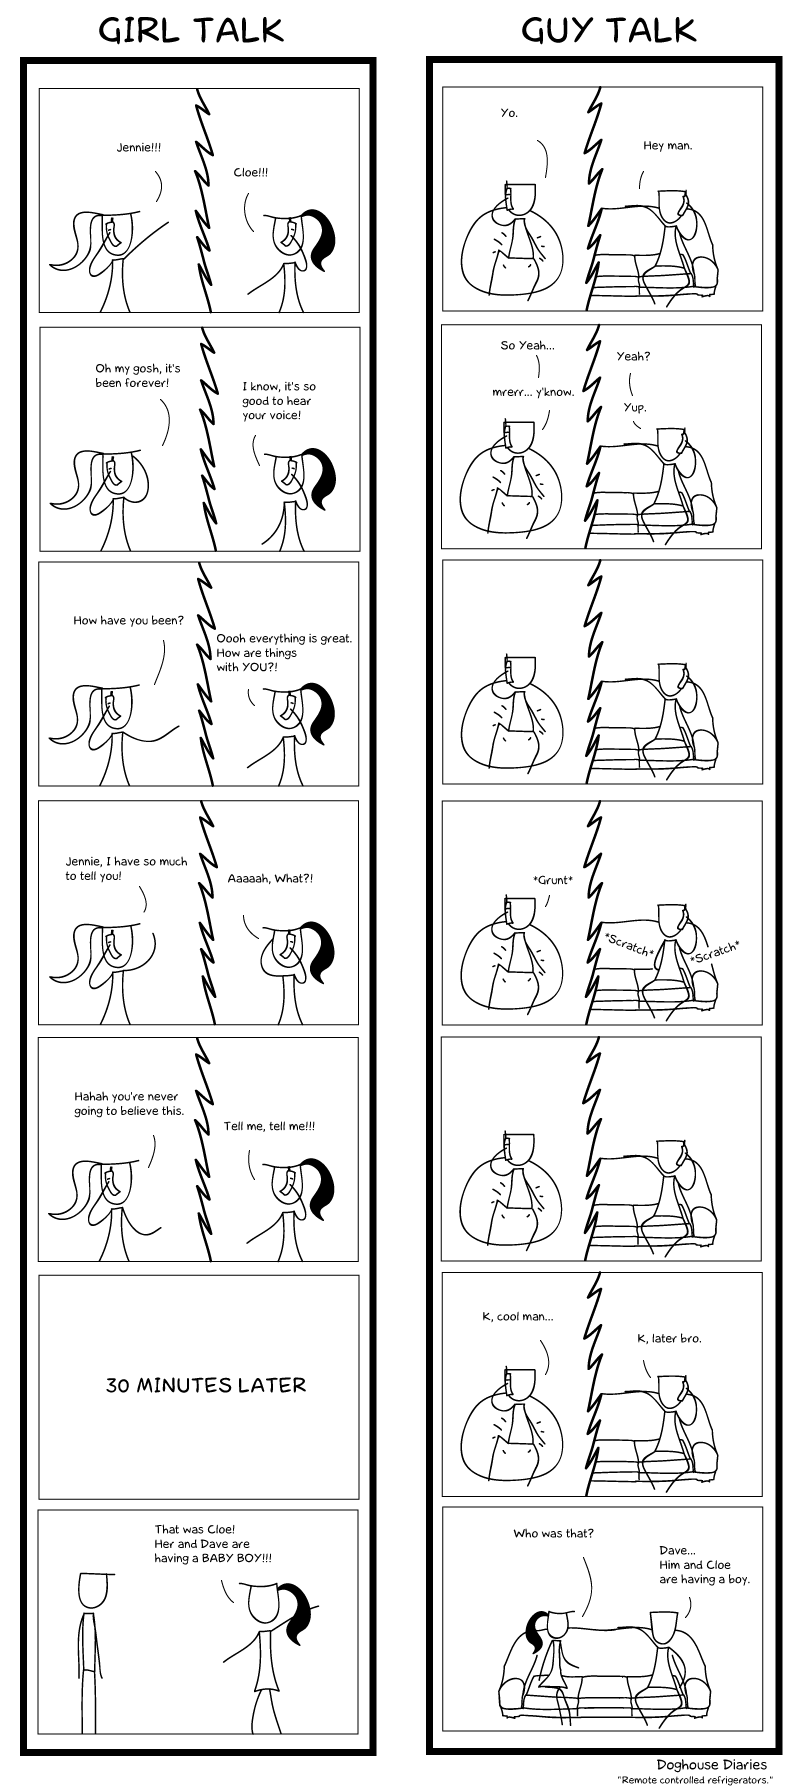 GIRL TALK
Jennie!!!
Cloe!!!
Oh my gosh, it's
been forever!
I know, it's so
good to hear
your voice!
How have you been?
Oooh everything is great.
How are things
with YOU?!
Jennie, I have so much
to tell you!
Aaaaah, What?!
Hahah you're never
going to believe this.
Tell me, tell me!!!
30 MINUTES LATER
That was Cloe!
Her and Dave are
having a BABY BOY!!!
GUY TALK
Yo.
Hey man.
So Yeah...
mrerr... y'know.
Yeah?
Yup.
*Grunt*
*Scratch*
*Scratch*
K, cool man...
K, later bro.
Who was that?
Dave...
Him and Cloe
are having a boy.
Doghouse Diaries
"Remote controlled refrigerators."